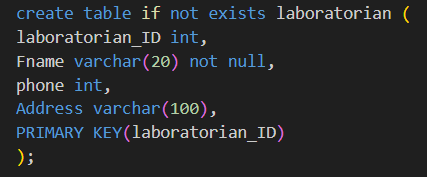 create table if not exists laboratorian (
laboratorian_ID int,
Fname varchar(20) not null,
phone int,
Address varchar(100),
PRIMARY KEY(laboratorian_ID)
);